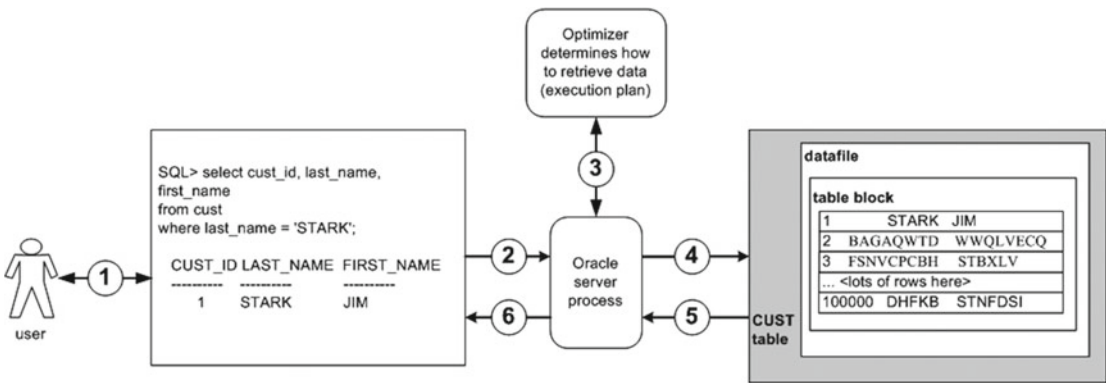 Optimizer
determines how
to retrieve data
(execution plan)
SQL> select cust_id, last_name,
first_name
from cust
where last_name = 'STARK';
CUST_ID LAST_NAME FIRST_NAME
---------- ---------- ----------
1 STARK JIM
user
1
2
3
4
5
6
Oracle
server
process
datafile
table block
1 STARK JIM
2 BAGAQWTD WWQLVECQ
3 FSNVCPCBH STBXLV
... <lots of rows here>
100000 DHFKB STNFDSI
CUST
table